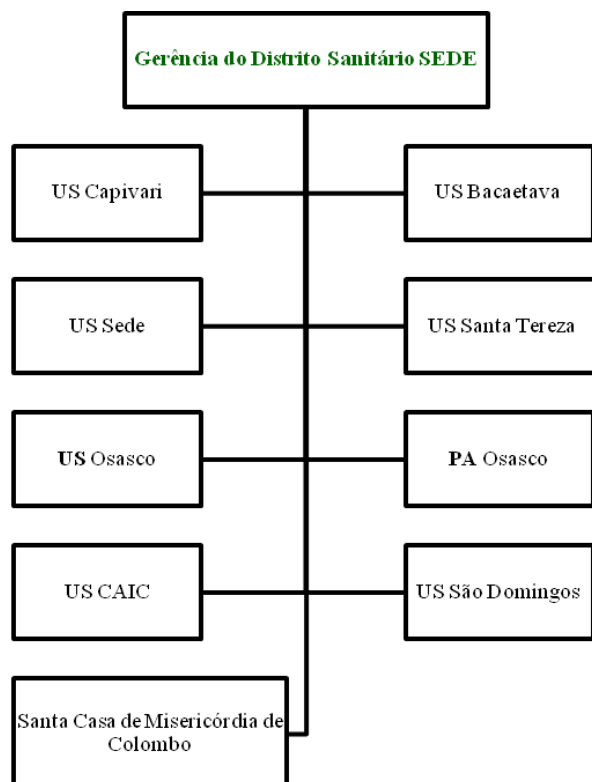 Gerência do Distrito Sanitário SEDE
US Capivari
US Bacaetava
US Sede
US Santa Tereza
US Osasco
PA Osasco
US CAIC
US São Domingos
Santa Casa de Misericórdia de
Colombo